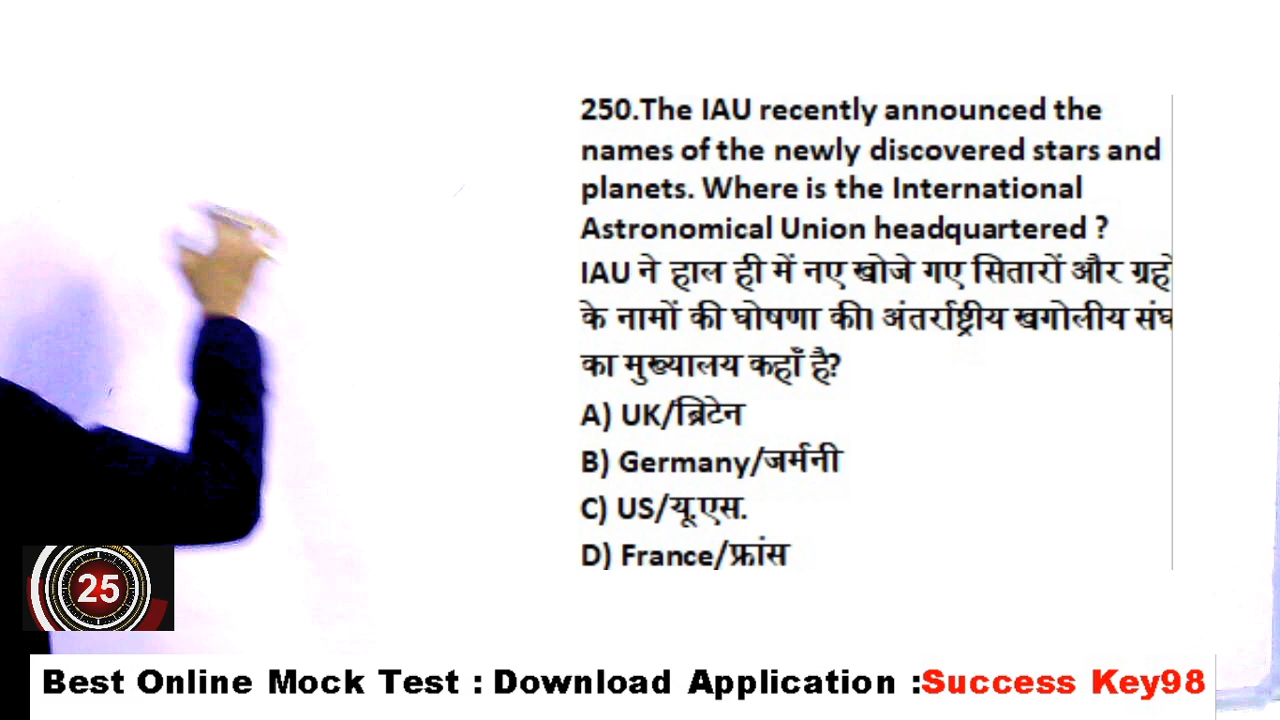 250.The IAU recently announced the
names of the newly discovered stars and
planets. Where is the International
Astronomical Union headquartered ?
IAU ने हाल ही में नए खोजे गए सितारों और ग्रहो
के नामों की घोषणा की। अंतर्राष्ट्रीय खगोलीय संघ
का मुख्यालय कहाँ है?
A) UK/ब्रिटेन
B) Germany/जर्मनी
C) US/यू.एस.
D) France/फ्रांस
25
Best Online Mock Test : Download Application :Success Key98